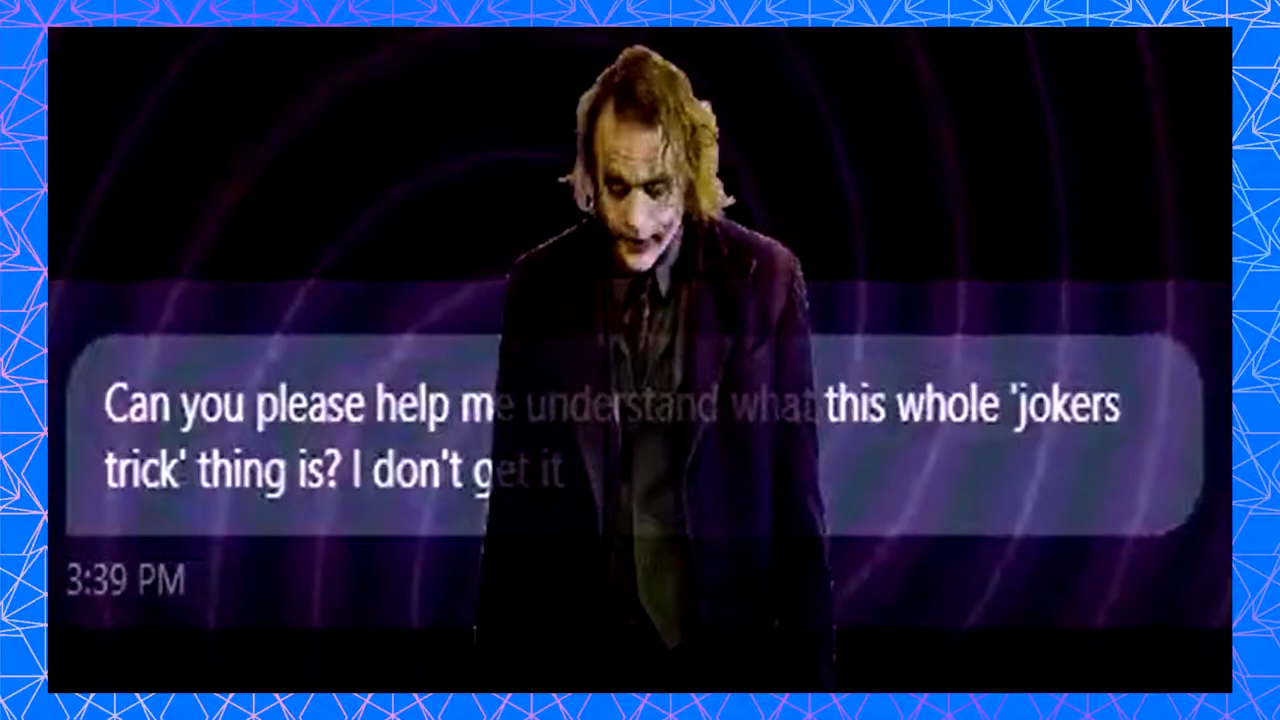 Can you please help me understand what this whole 'jokers
trick' thing is? I don't get it
3:39 PM